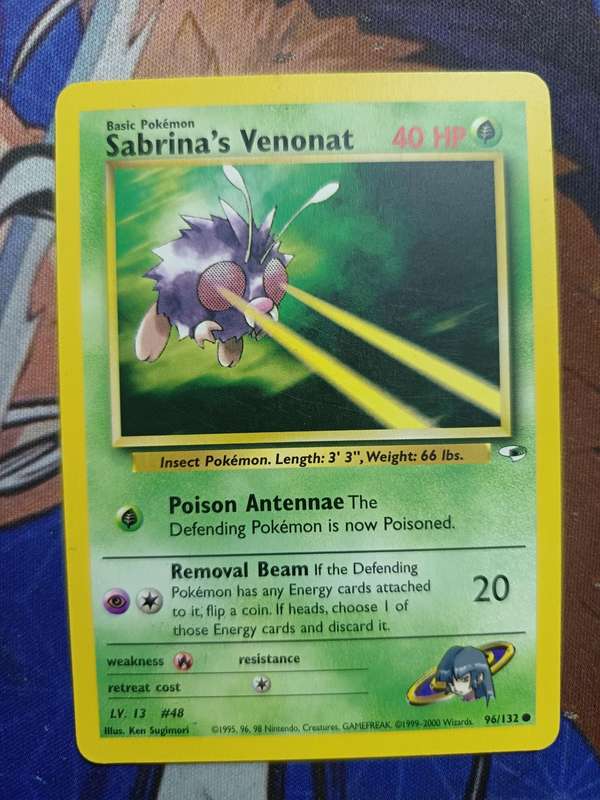 Basic Pokémon
Sabrina's Venonat 40 HP
Insect Pokémon. Length: 3' 3", Weight: 66 lbs.
Poison Antennae The
Defending Pokémon is now Poisoned.
Removal Beam If the Defending
Pokémon has any Energy cards attached
to it, flip a coin. If heads, choose 1 of
those Energy cards and discard it.
20
weakness resistance
retreat cost
LV. 13 #48
Illus. Ken Sugimori ©1995, 96, 98 Nintendo, Creatures, GAMEFREAK. ©1999-2000 Wizards. 96/132